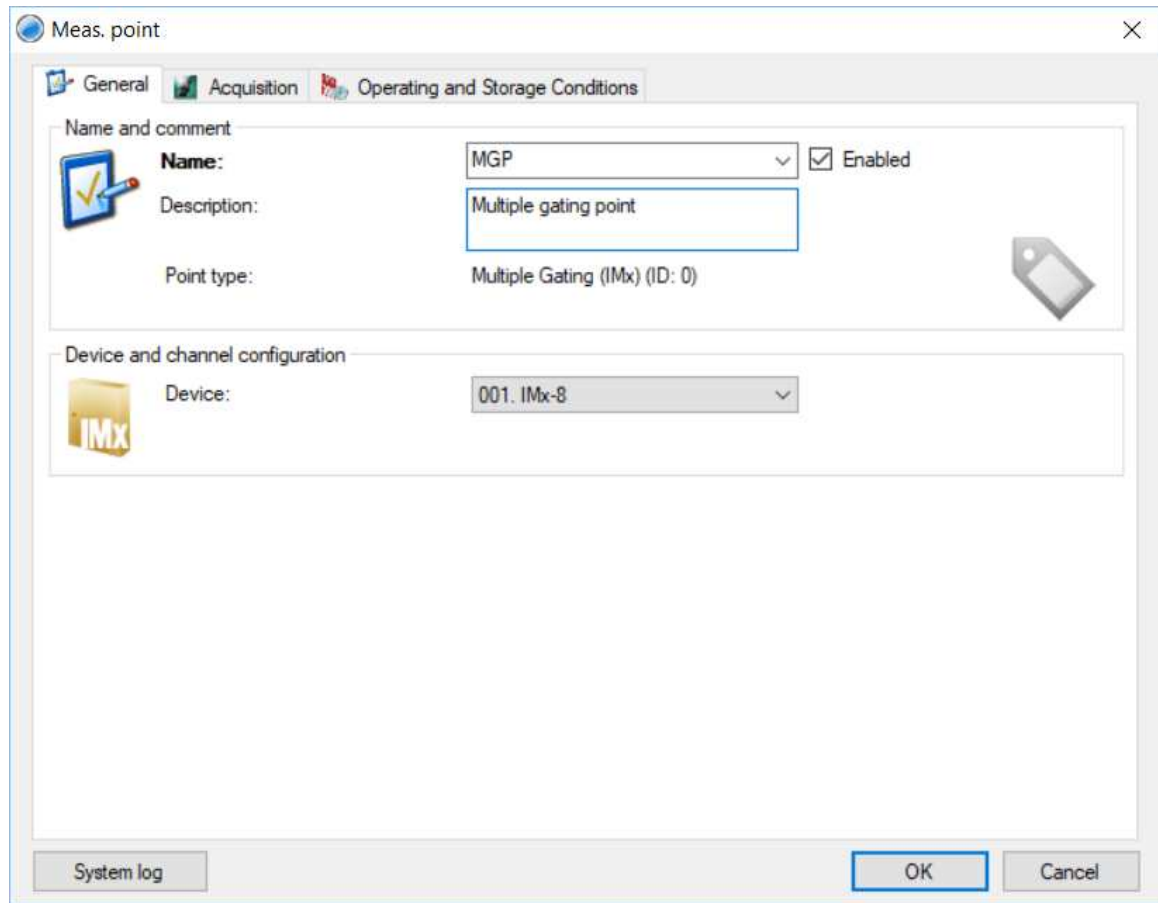 Meas. point
General Acquisition Operating and Storage Conditions
Name and comment
Name: MGP Enabled
Description: Multiple gating point
Point type: Multiple Gating (IMx) (ID: 0)
Device and channel configuration
IMx
Device: 001. IMx-8
System log OK Cancel